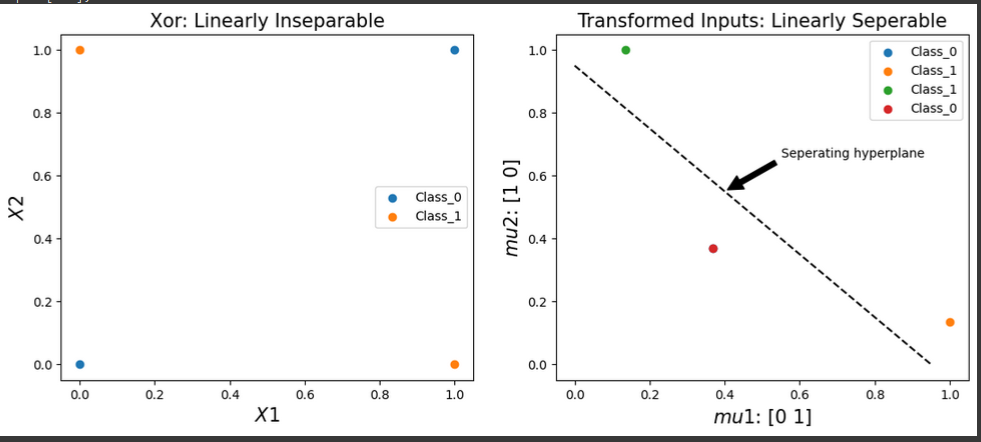 Xor: Linearly Inseparable
1.0
0.8
0.6
0.4
0.2
0.0
X2
Class_0
Class_1
0.0 0.2 0.4 0.6 0.8 1.0
X1
Transformed Inputs: Linearly Seperable
1.0
0.8
0.6
0.4
0.2
0.0
mu2: [1 0]
Class_0
Class_1
Class_1
Class_0
Seperating hyperplane
0.0 0.2 0.4 0.6 0.8 1.0
mu1: [0 1]